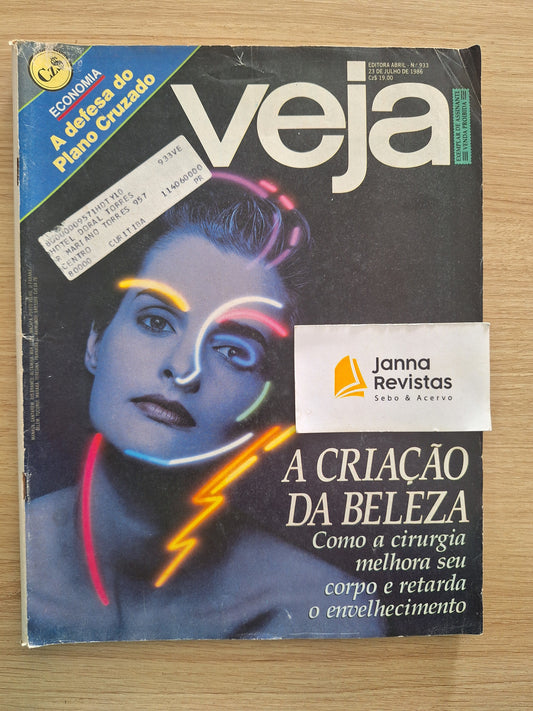 Cz$
ECONOMIA
A defesa do
Plano Cruzado
veja
EDITORA ABRIL - Nº 933
23 DE JULHO DE 1986
Cz$ 19,00
EXEMPLAR DE ASSINANTE
VENDA PROIBIDA
933VE
HOTEL DORAL TORRES
R MARIANO TORRES 957
114060000
CENTRO
CURITIBA
PR
80000
Janna
Revistas
Sebo & Acervo
A CRIAÇÃO
DA BELEZA
Como a cirurgia
melhora seu
corpo e retarda
o envelhecimento